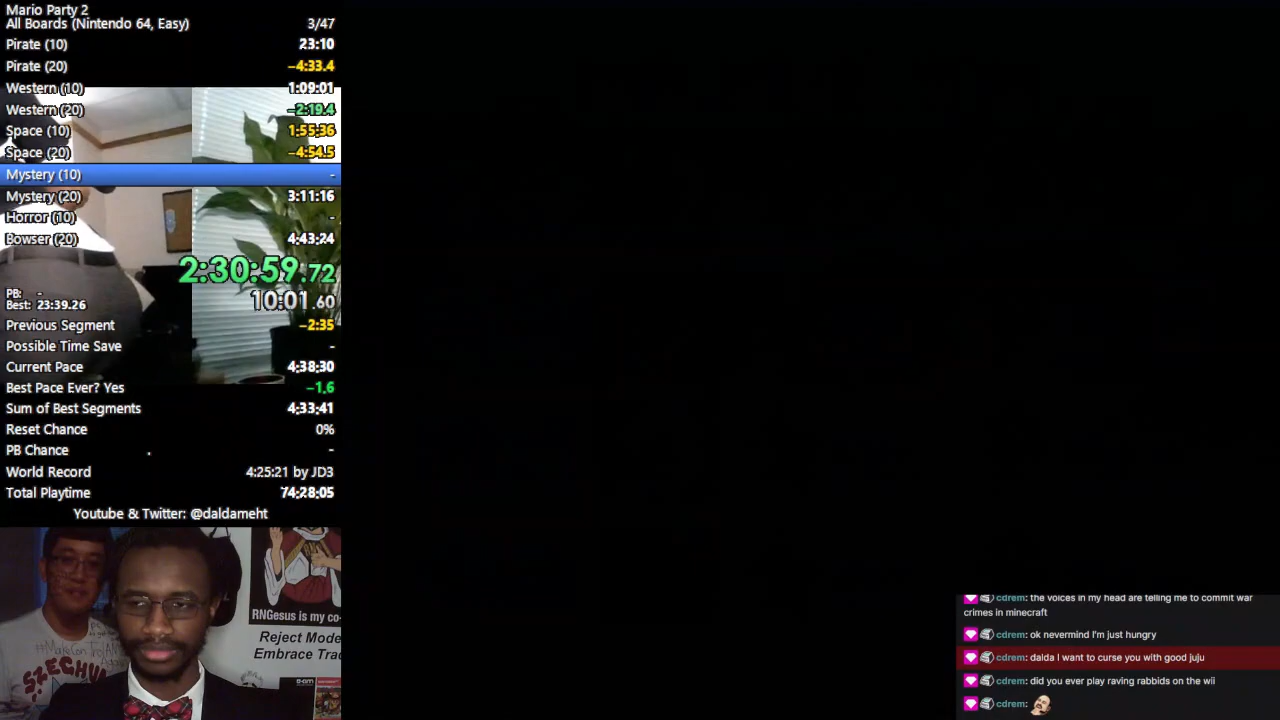 Mario Party 2
All Boards (Nintendo 64, Easy) 3/47
Pirate (10) 23:10
Pirate (20) −4:33.4
Western (10) 1:09:01
Western (20) −2:19.4
Space (10) 1:55:36
Space (20) −4:54.5
Mystery (10) -
Mystery (20) 3:11:16
Horror (10) -
Bowser (20) 4:43:24
2:30:59.72
PB: -
10:01.60
Best: 23:39.26
Previous Segment −2:35
Possible Time Save -
Current Pace 4:38:30
Best Pace Ever? Yes −1.6
Sum of Best Segments 4:33:41
Reset Chance 0%
PB Chance -
World Record 4:25:21 by JD3
Total Playtime 74:28:05
Youtube & Twitter: @daldameht
RNGesus is my co-
Reject Mode
Embrace Tra
cdrem: the voices in my head are telling me to commit war
crimes in minecraft
cdrem: ok nevermind I'm just hungry
cdrem: dalda I want to curse you with good juju
cdrem: did you ever play raving rabbids on the wii
cdrem: